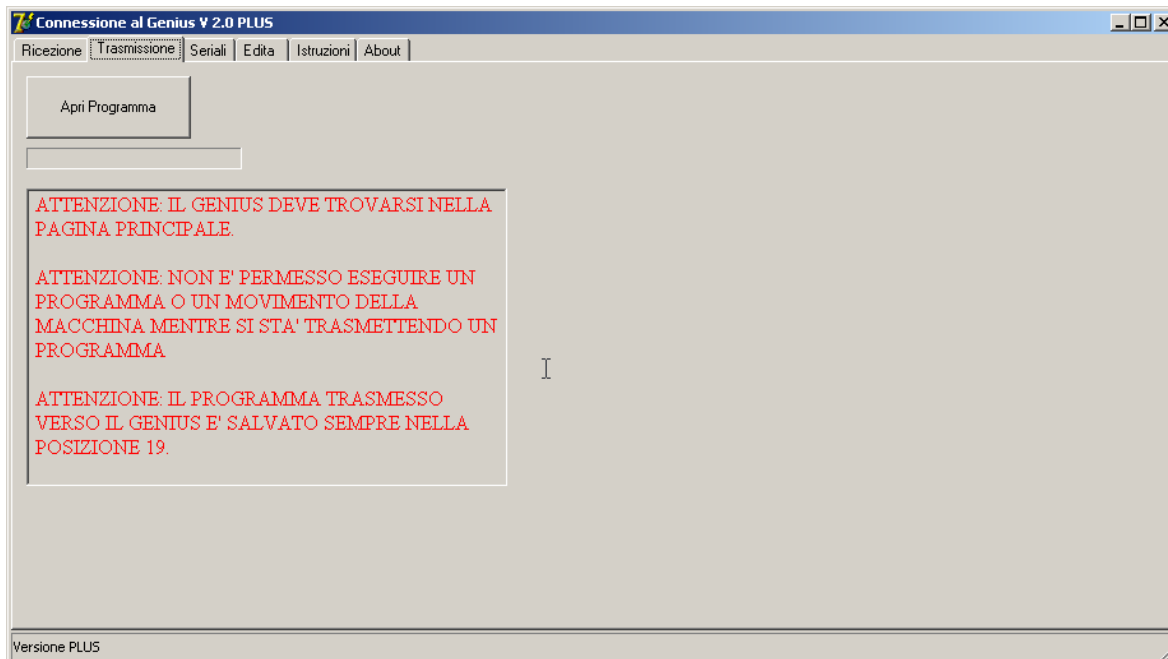 Connessione al Genius V 2.0 PLUS
Ricezione Trasmissione Seriali Edita Istruzioni About
Apri Programma
ATTENZIONE: IL GENIUS DEVE TROVARSI NELLA
PAGINA PRINCIPALE.
ATTENZIONE: NON E' PERMESSO ESEGUIRE UN
PROGRAMMA O UN MOVIMENTO DELLA
MACCHINA MENTRE SI STA' TRASMETTENDO UN
PROGRAMMA
ATTENZIONE: IL PROGRAMMA TRASMESSO
VERSO IL GENIUS E' SALVATO SEMPRE NELLA
POSIZIONE 19.
Versione PLUS